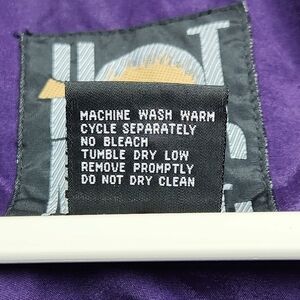 MACHINE WASH WARM
CYCLE SEPARATELY
NO BLEACH
TUMBLE DRY LOW
REMOVE PROMPTLY
DO NOT DRY CLEAN